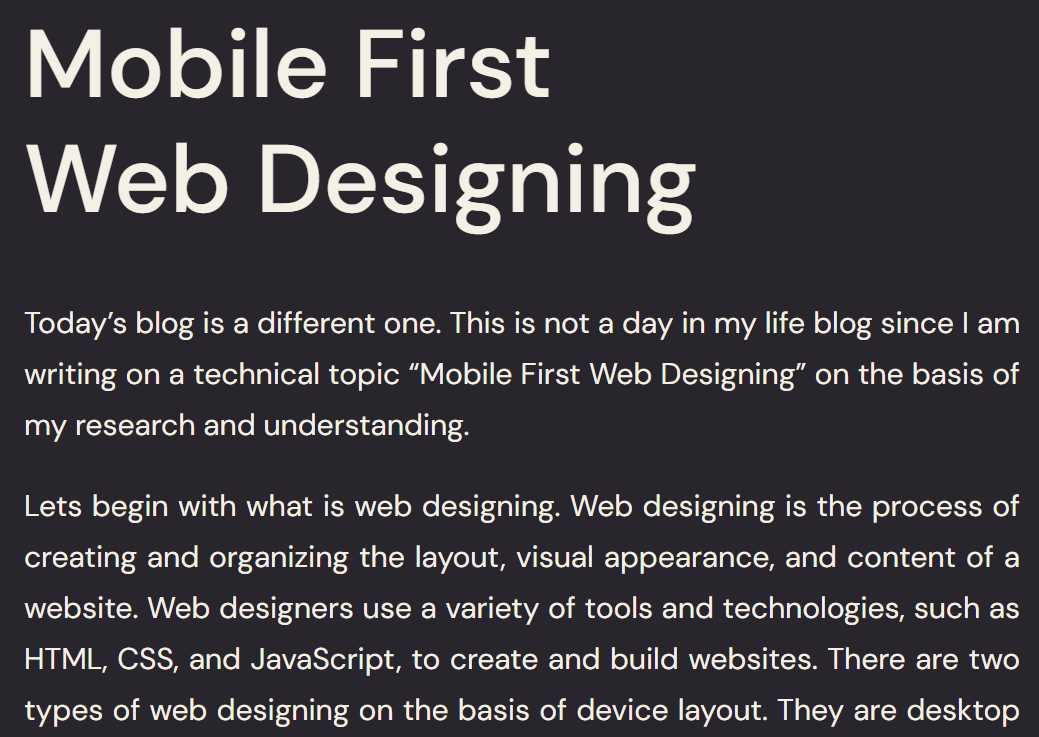 Mobile First
Web Designing
Today’s blog is a different one. This is not a day in my life blog since I am
writing on a technical topic “Mobile First Web Designing” on the basis of
my research and understanding.
Lets begin with what is web designing. Web designing is the process of
creating and organizing the layout, visual appearance, and content of a
website. Web designers use a variety of tools and technologies, such as
HTML, CSS, and JavaScript, to create and build websites. There are two
types of web designing on the basis of device layout. They are desktop